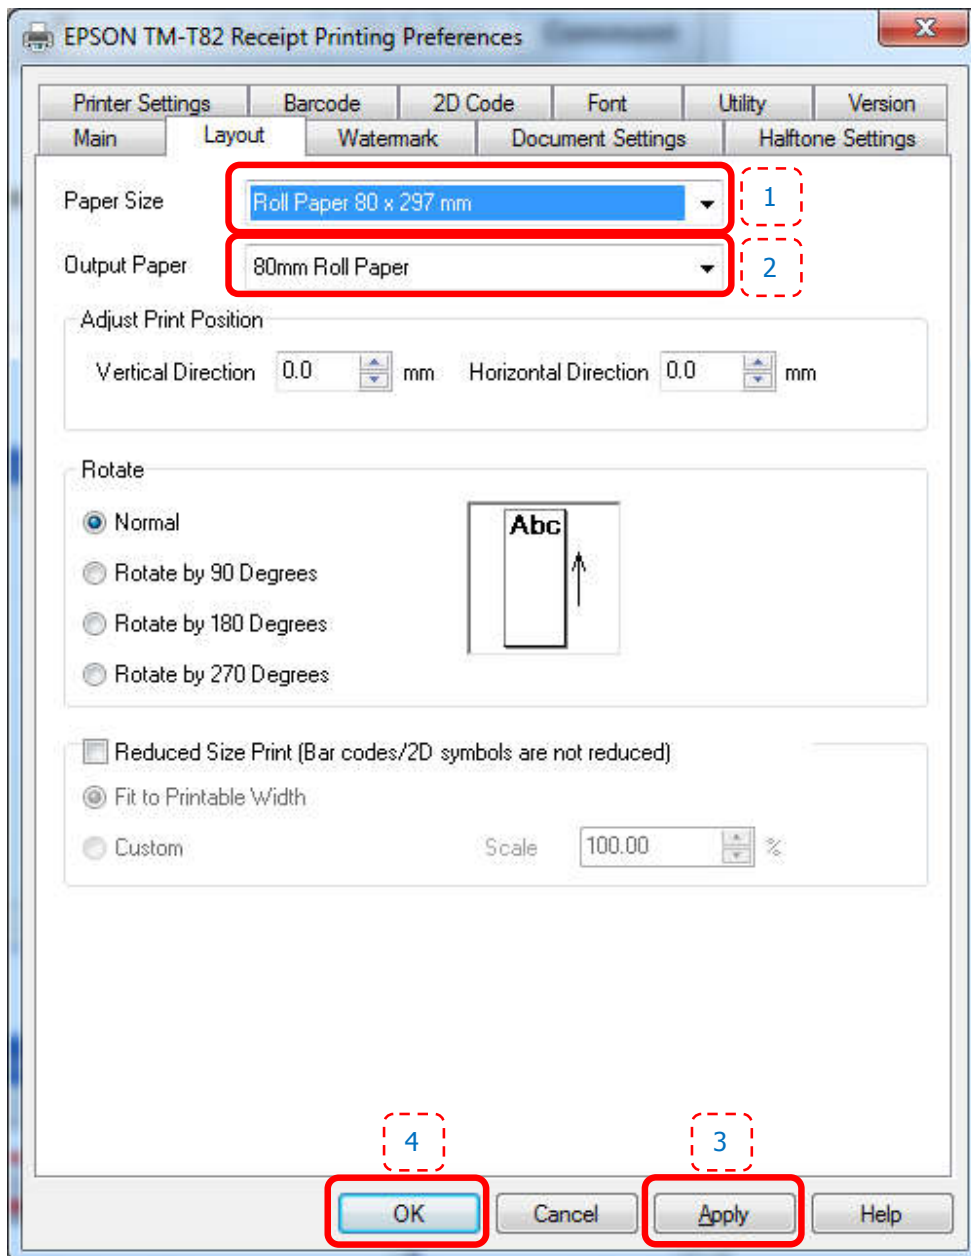 EPSON TM-T82 Receipt Printing Preferences
Printer Settings Barcode 2D Code Font Utility Version
Main Layout Watermark Document Settings Halftone Settings
Paper Size Roll Paper 80 x 297 mm 1
Output Paper 80mm Roll Paper 2
Adjust Print Position
Vertical Direction 0.0 mm Horizontal Direction 0.0 mm
Rotate
Normal
Abc
Rotate by 90 Degrees
Rotate by 180 Degrees
Rotate by 270 Degrees
Reduced Size Print (Bar codes/2D symbols are not reduced)
Fit to Printable Width
Custom Scale 100.00 %
4 3
OK Cancel Apply Help